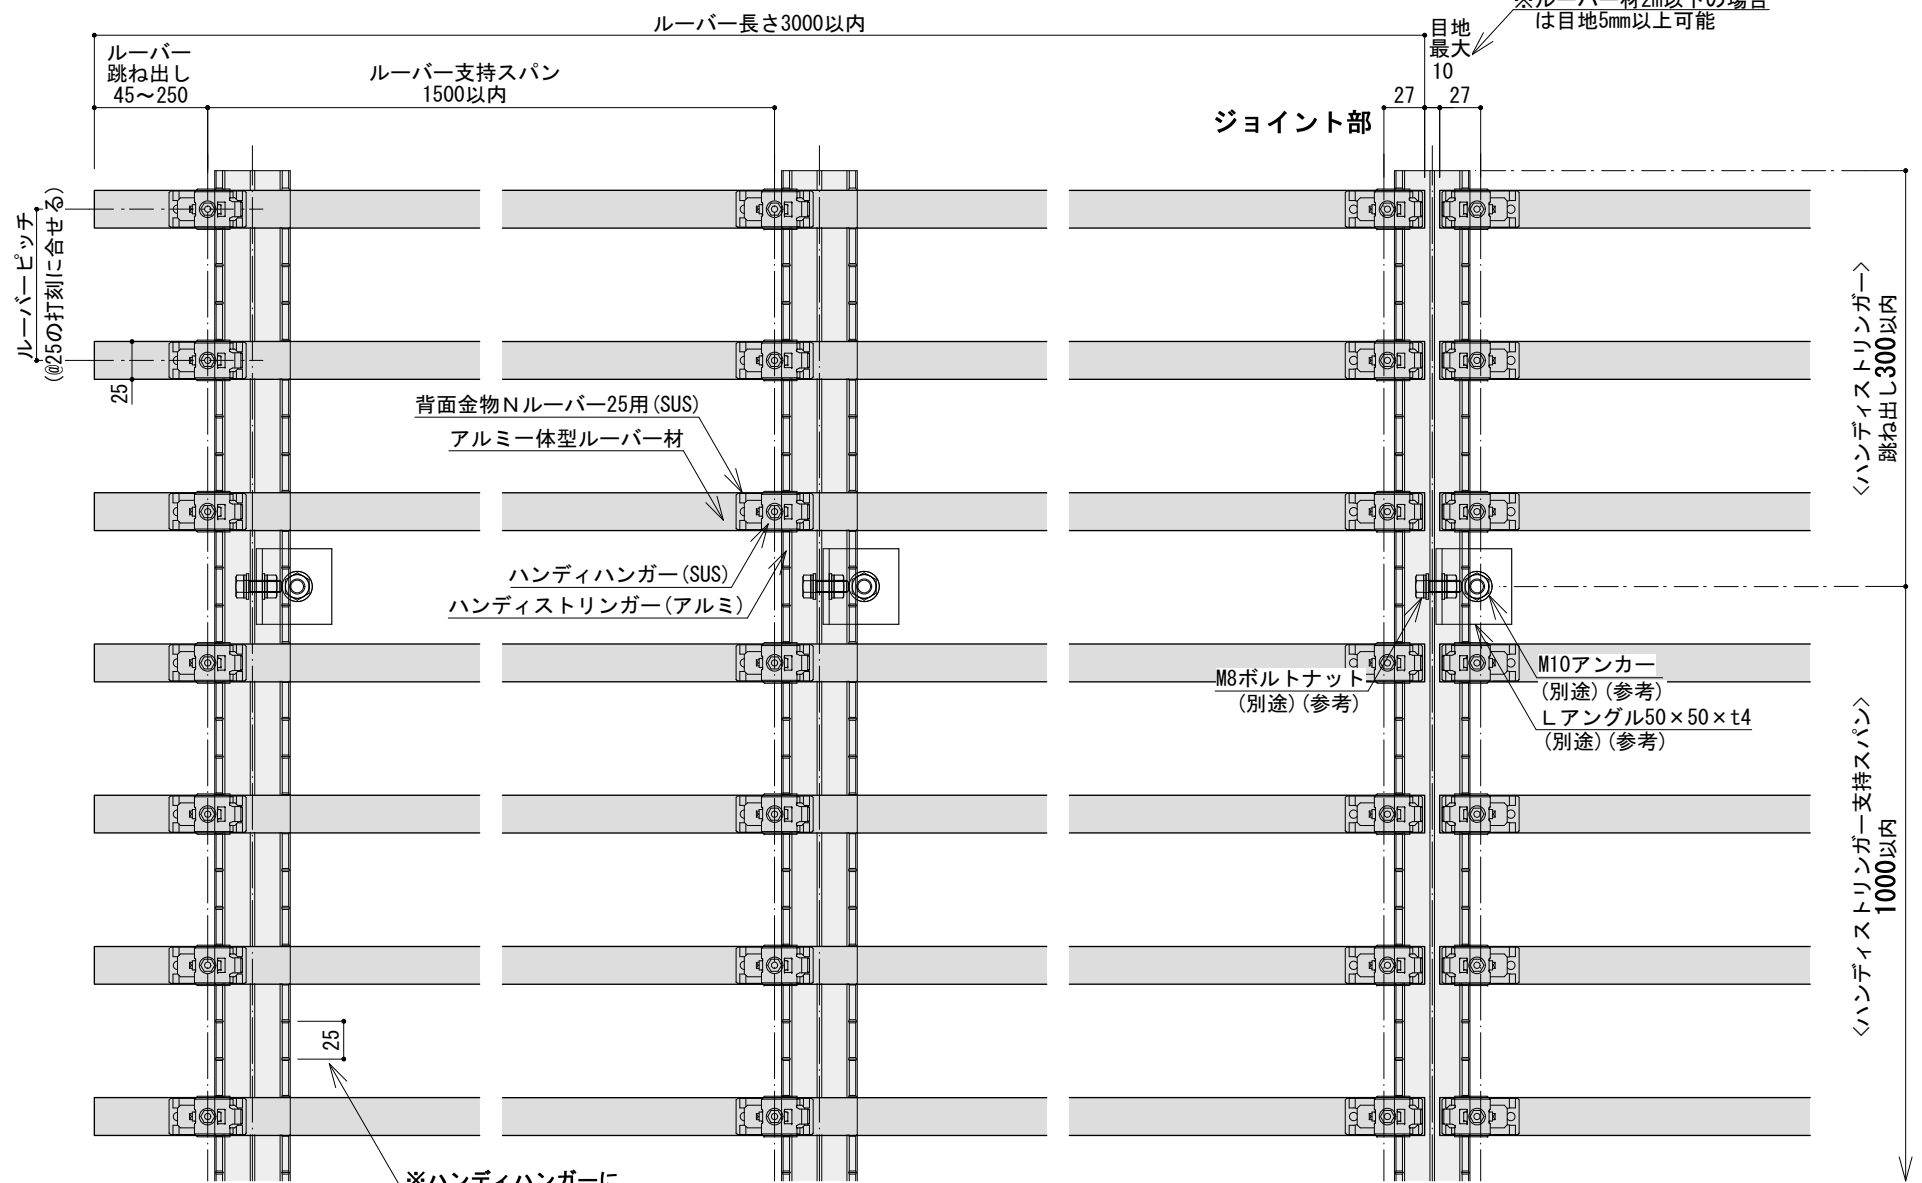 ※ルーバー材2m以下の場合
は目地5mm以上可能
ルーバー長さ3000以内
目地
最大
10
ルーバー
跳ね出し
45～250
ルーバー支持スパン
1500以内
27
27
ジョイント部
ルーバーピッチ
(@25の打刻に合せる)
25
背面金物Ｎルーバー25用(SUS)
アルミ一体型ルーバー材
ハンディハンガー(SUS)
ハンディストリンガー(アルミ)
<ハンディストリンガー>
跳ね出し300以内
M8ボルトナット
(別途)(参考)
M10アンカー
(別途)(参考)
Ｌアングル50×50×t4
(別途)(参考)
<ハンディストリンガー支持スパン>
1000以内
25
※ハンディハンガーに